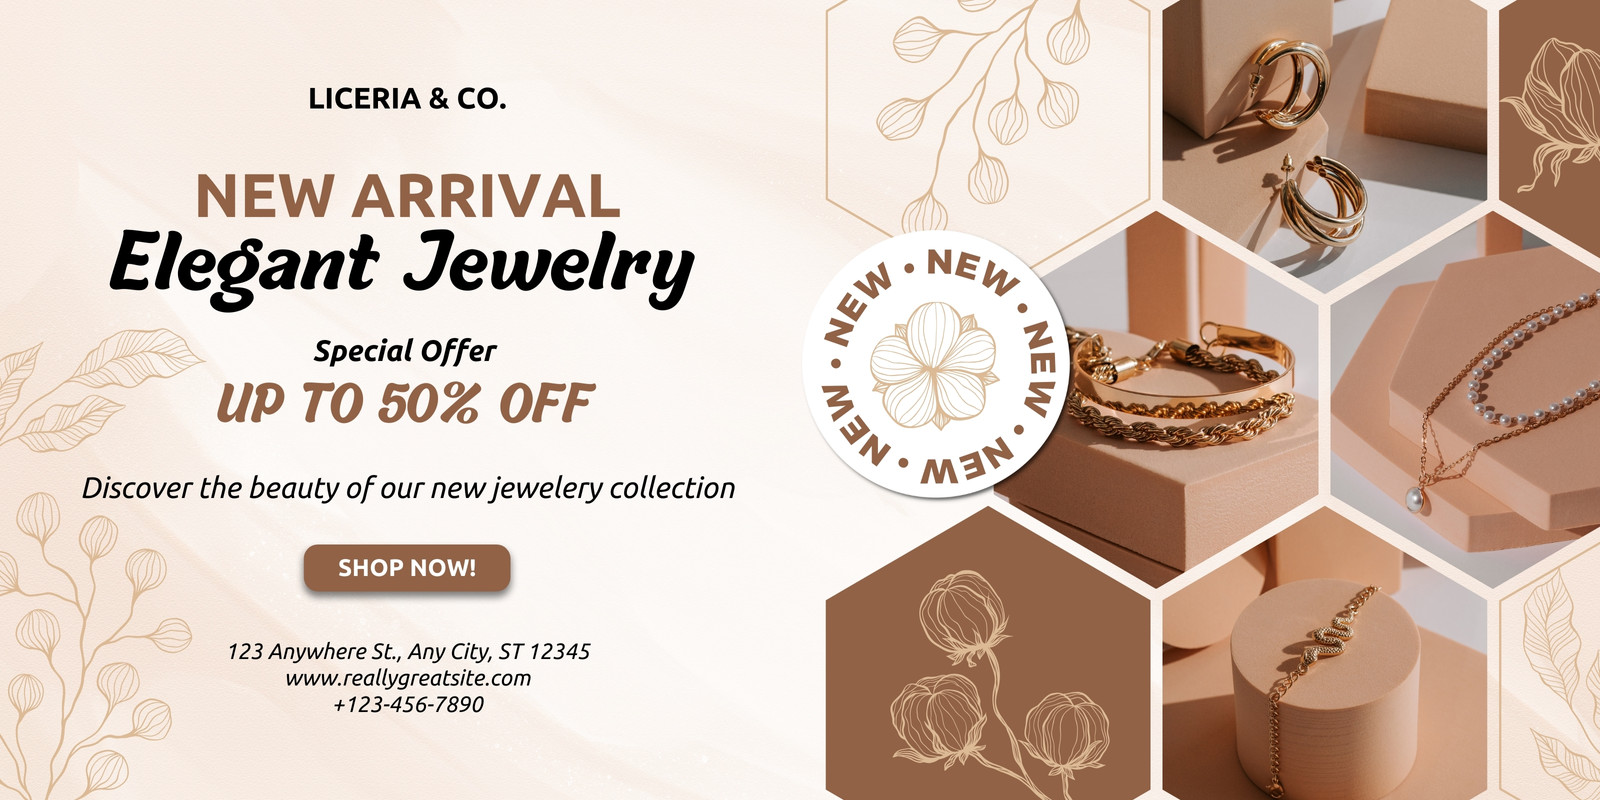 LICERIA & CO.
NEW ARRIVAL
Elegant Jewelry
Special Offer
UP TO 50% OFF
Discover the beauty of our new jewelery collection
SHOP NOW!
123 Anywhere St., Any City, ST 12345
www.reallygreatsite.com
+123-456-7890
NEW • NEW • NEW • NEW • NEW • NEW •